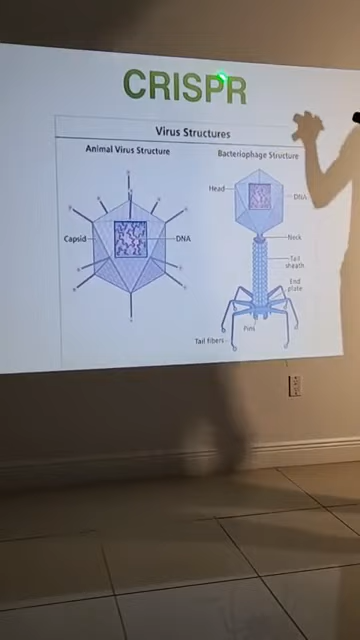 CRISPR
Virus Structures
Animal Virus Structure
Bacteriophage Structure
Head
DNA
Capsid
DNA
Neck
Tail
sheath
End
plate
Pins
Tail fibers